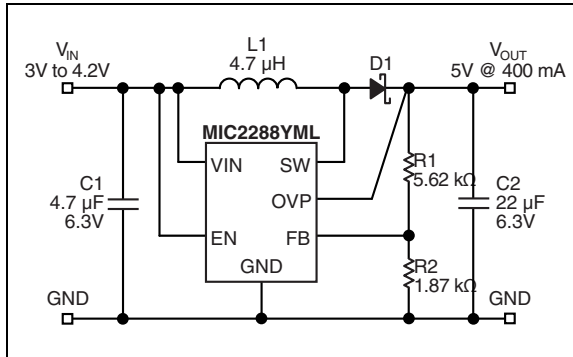 VIN
3V to 4.2V
L1
4.7 µH
D1
VOUT
5V @ 400 mA
MIC2288YML
VIN
SW
OVP
EN
FB
GND
C1
4.7 µF
6.3V
R1
5.62 kΩ
C2
22 µF
6.3V
R2
1.87 kΩ
GND
GND